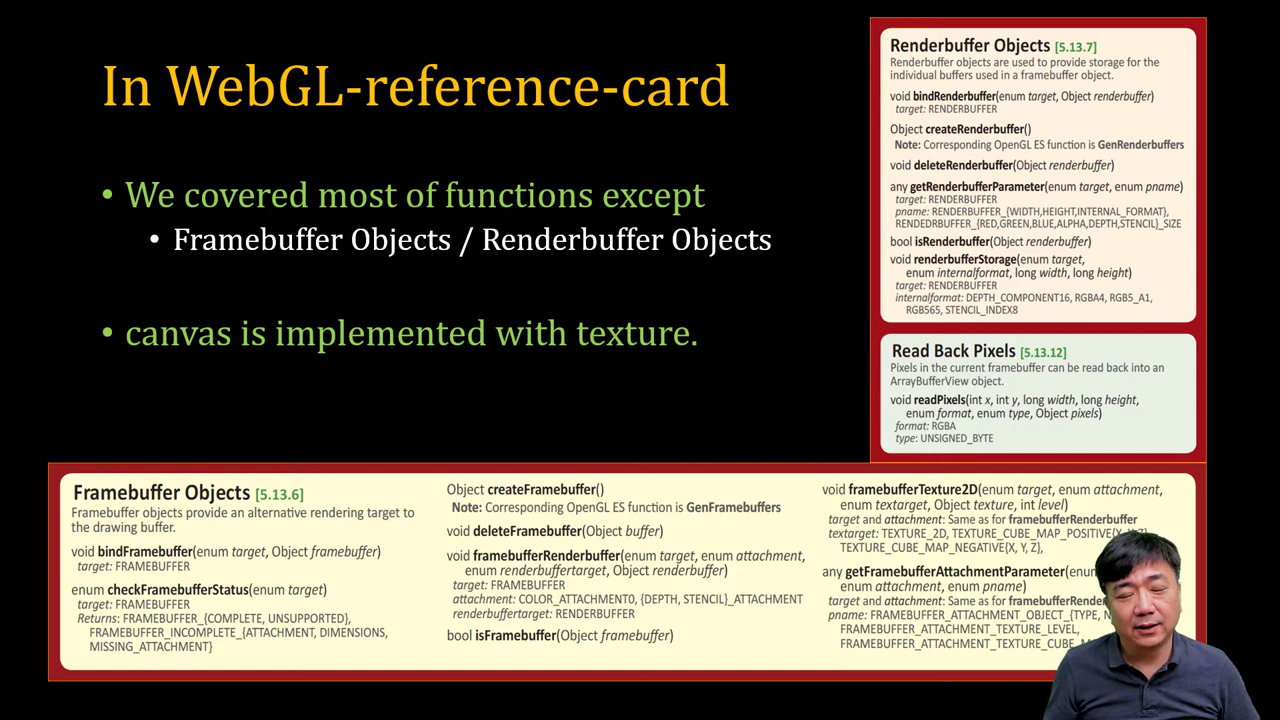 In WebGL-reference-card
• We covered most of functions except
• Framebuffer Objects / Renderbuffer Objects
• canvas is implemented with texture.
Renderbuffer Objects [5.13.7]
Renderbuffer objects are used to provide storage for the
individual buffers used in a framebuffer object.
void bindRenderbuffer(enum target, Object renderbuffer)
target: RENDERBUFFER
Object createRenderbuffer()
Note: Corresponding OpenGL ES function is GenRenderbuffers
void deleteRenderbuffer(Object renderbuffer)
any getRenderbufferParameter(enum target, enum pname)
target: RENDERBUFFER
pname: RENDERBUFFER_{WIDTH,HEIGHT,INTERNAL_FORMAT},
RENDEDRBUFFER_{RED,GREEN,BLUE,ALPHA,DEPTH,STENCIL}_SIZE
bool isRenderbuffer(Object renderbuffer)
void renderbufferStorage(enum target,
enum internalformat, long width, long height)
target: RENDERBUFFER
internalformat: DEPTH_COMPONENT16, RGBA4, RGB5_A1,
RGB565, STENCIL_INDEX8
Read Back Pixels [5.13.12]
Pixels in the current framebuffer can be read back into an
ArrayBufferView object.
void readPixels(int x, int y, long width, long height,
enum format, enum type, Object pixels)
format: RGBA
type: UNSIGNED_BYTE
Framebuffer Objects [5.13.6]
Framebuffer objects provide an alternative rendering target to
the drawing buffer.
void bindFramebuffer(enum target, Object framebuffer)
target: FRAMEBUFFER
enum checkFramebufferStatus(enum target)
target: FRAMEBUFFER
Returns: FRAMEBUFFER_{COMPLETE, UNSUPPORTED},
FRAMEBUFFER_INCOMPLETE_{ATTACHMENT, DIMENSIONS,
MISSING_ATTACHMENT}
Object createFramebuffer()
Note: Corresponding OpenGL ES function is GenFramebuffers
void deleteFramebuffer(Object buffer)
void framebufferRenderbuffer(enum target, enum attachment,
enum renderbuffertarget, Object renderbuffer)
target: FRAMEBUFFER
attachment: COLOR_ATTACHMENT0, {DEPTH, STENCIL}_ATTACHMENT
renderbuffertarget: RENDERBUFFER
bool isFramebuffer(Object framebuffer)
void framebufferTexture2D(enum target, enum attachment,
enum textarget, Object texture, int level)
target and attachment: Same as for framebufferRenderbuffer
textarget: TEXTURE_2D, TEXTURE_CUBE_MAP_POSITIVE{X, Y, Z},
TEXTURE_CUBE_MAP_NEGATIVE{X, Y, Z},
any getFramebufferAttachmentParameter(enum
enum attachment, enum pname)
target and attachment: Same as for
pname: FRAMEBUFFER_ATTACHMENT_OBJECT_{TYPE,
FRAMEBUFFER_ATTACHMENT_TEXTURE_LEVEL,